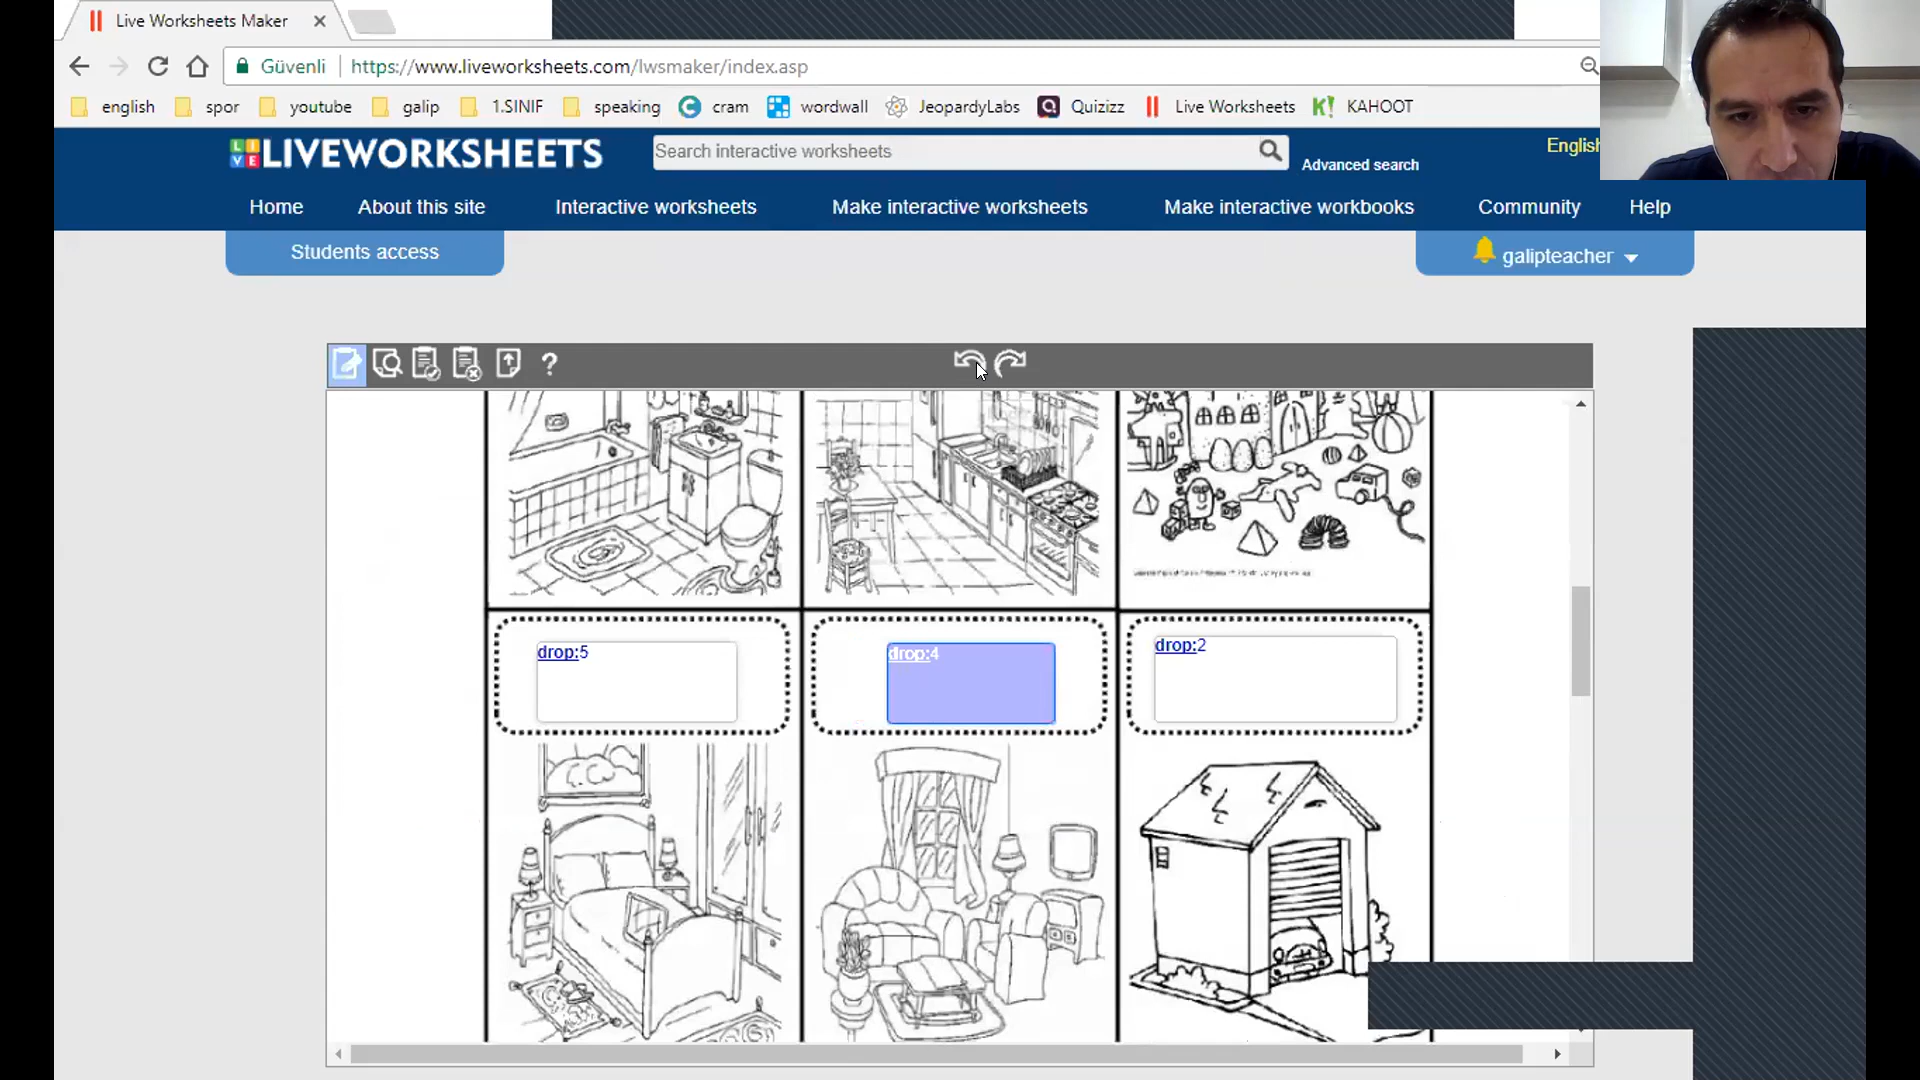 Live Worksheets Maker
Güvenli
https://www.liveworksheets.com/lwsmaker/index.asp
english spor youtube galip 1.SINIF speaking cram wordwall JeopardyLabs Quizizz Live Worksheets KAHOOT
LIVE LIVEWORKSHEETS
Search interactive worksheets
Advanced search
English
Home About this site Interactive worksheets Make interactive worksheets Make interactive workbooks Community Help
Students access
galipteacher
?
drop:5 drop:4 drop:2